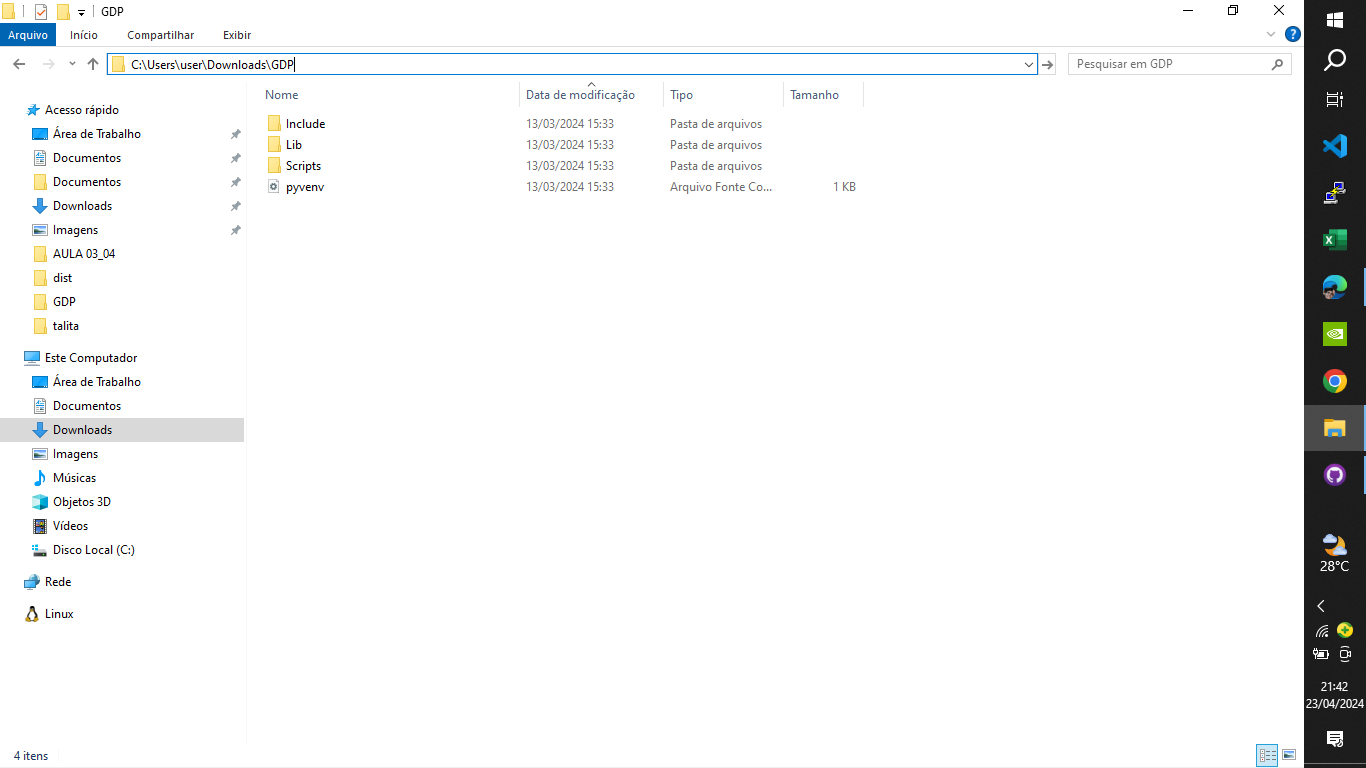 GDP
Arquivo Início Compartilhar Exibir
C:\Users\user\Downloads\GDP
Pesquisar em GDP
Nome Data de modificação Tipo Tamanho
Include 13/03/2024 15:33 Pasta de arquivos
Lib 13/03/2024 15:33 Pasta de arquivos
Scripts 13/03/2024 15:33 Pasta de arquivos
pyvenv 13/03/2024 15:33 Arquivo Fonte Co... 1 KB
Acesso rápido
Área de Trabalho
Documentos
Documentos
Downloads
Imagens
AULA 03_04
dist
GDP
talita
Este Computador
Área de Trabalho
Documentos
Downloads
Imagens
Músicas
Objetos 3D
Vídeos
Disco Local (C:)
Rede
Linux
4 itens
28°C
21:42
23/04/2024